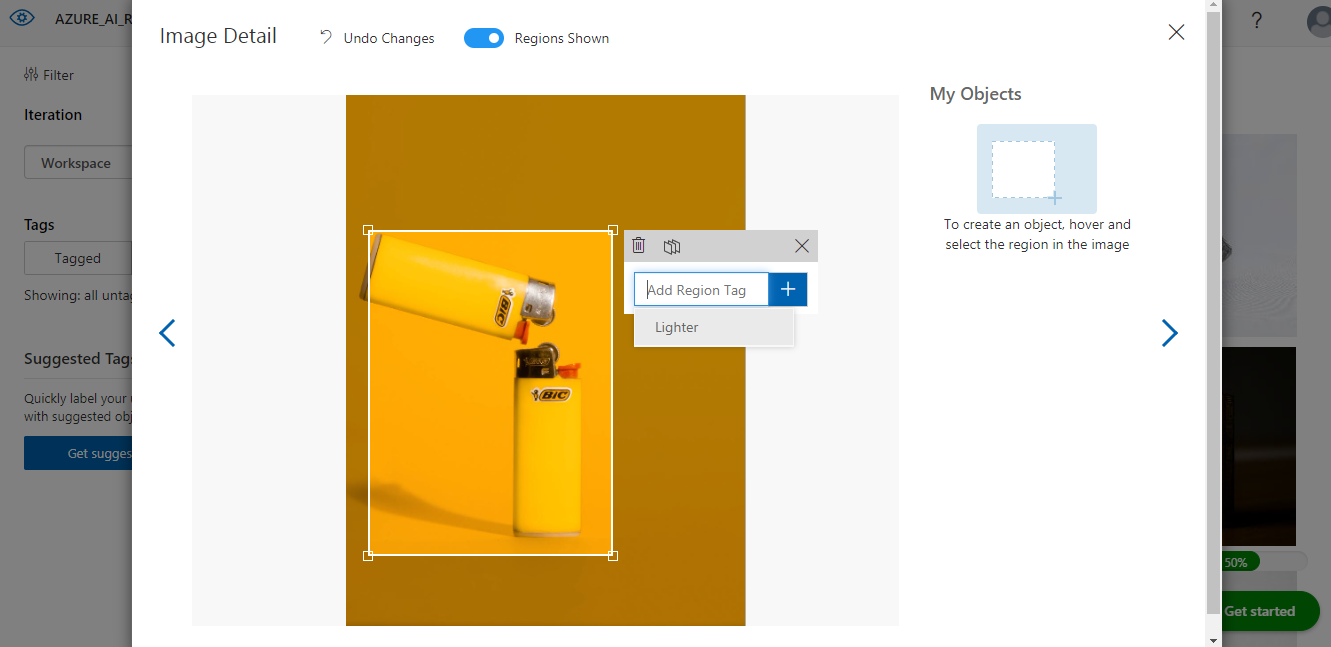 AZURE_AI_R
Image Detail
Undo Changes
Regions Shown
?
Filter
Iteration
Workspace
Tags
Tagged
Showing: all untag
Suggested Tag
Quickly label your
with suggested obj
Get sugges
My Objects
To create an object, hover and
select the region in the image
Add Region Tag
Lighter
BIC
BIC
50%
Get started